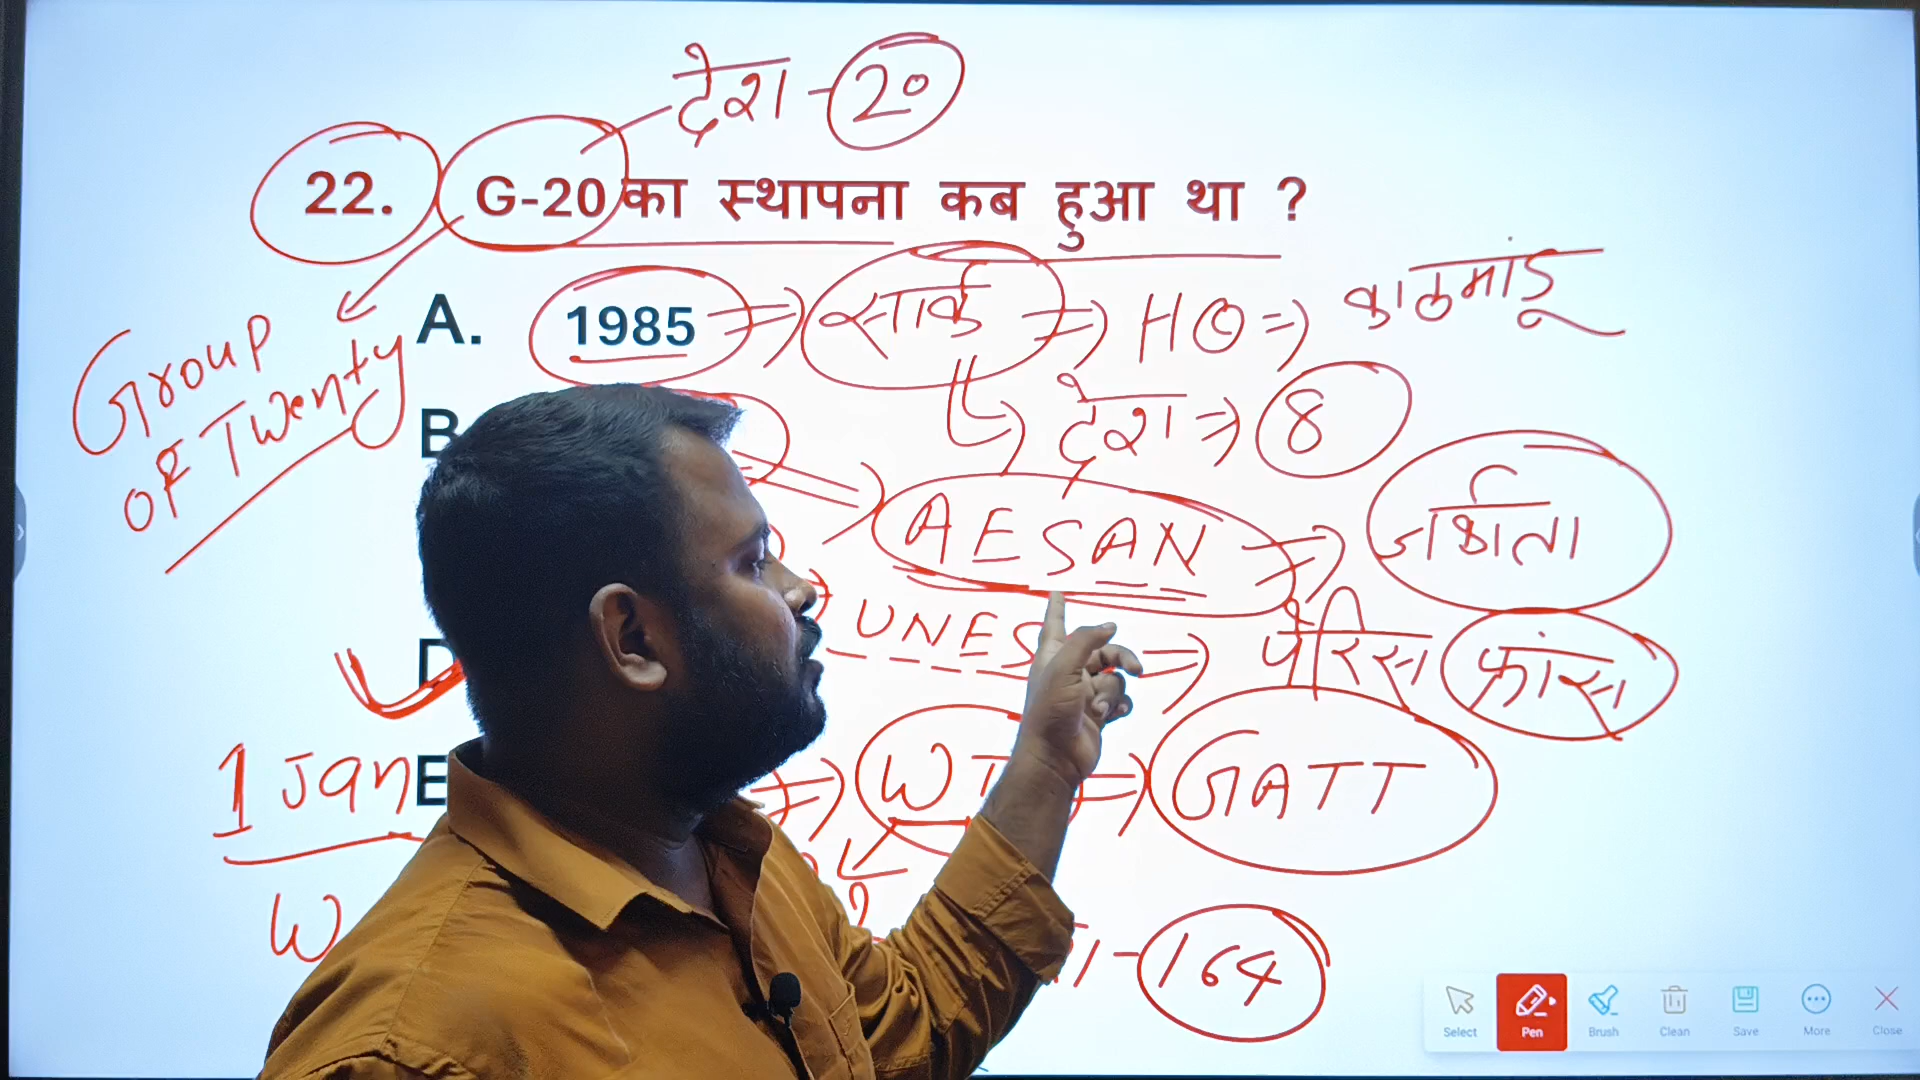 देश - 20
22. G-20 का स्थापना कब हुआ था ?
A. 1985 => सार्क => HQ => काठमांडू
Group
of Twenty
देश => 8
B
=> AESAN => जर्काता
UNES => पेरिस फ्रांस
D
1 Jan
E => WT => GATT
W
- 164
Select Pen Brush Clean Save More Close